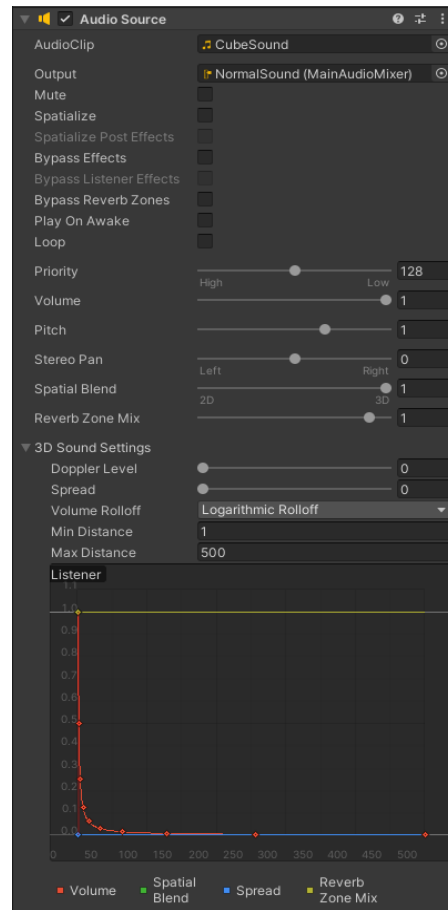 Audio Source
AudioClip
CubeSound
Output
NormalSound (MainAudioMixer)
Mute
Spatialize
Spatialize Post Effects
Bypass Effects
Bypass Listener Effects
Bypass Reverb Zones
Play On Awake
Loop
Priority
128
High Low
Volume
1
Pitch
1
Stereo Pan
0
Left Right
Spatial Blend
1
2D 3D
Reverb Zone Mix
1
3D Sound Settings
Doppler Level
0
Spread
0
Volume Rolloff
Logarithmic Rolloff
Min Distance
1
Max Distance
500
Listener
1.1
1.0
0.9
0.8
0.7
0.6
0.5
0.4
0.3
0.2
0.1
0.0
50 100 150 200 250 300 350 400 450 500
Volume
Spatial
Blend
Spread
Reverb
Zone Mix